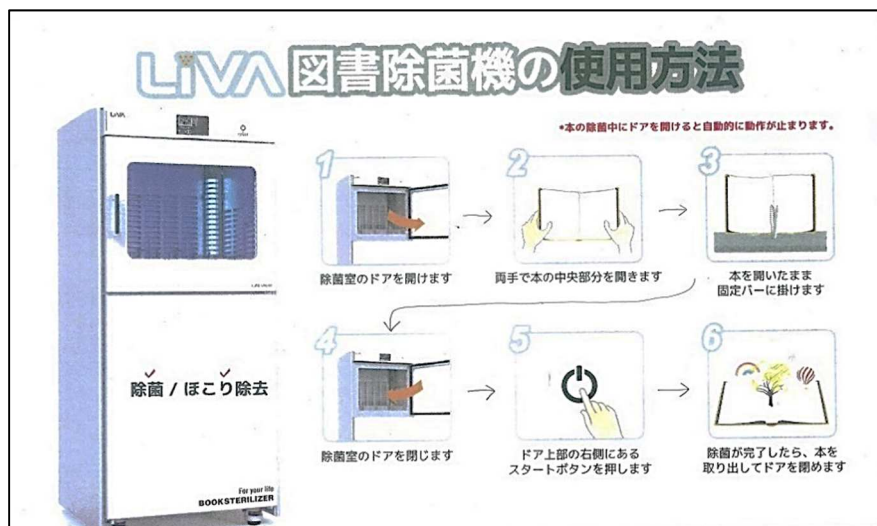 LiVA 図書除菌機の使用方法
*本の除菌中にドアを開けると自動的に動作が止まります。
LIVA
1
除菌室のドアを開けます
2
両手で本の中央部分を開きます
3
本を開いたまま
固定バーに掛けます
4
除菌室のドアを閉じます
5
ドア上部の右側にある
スタートボタンを押します
6
除菌が完了したら、本を
取り出してドアを閉めます
除菌 / ほこり除去
For your life
BOOKSTERILIZER